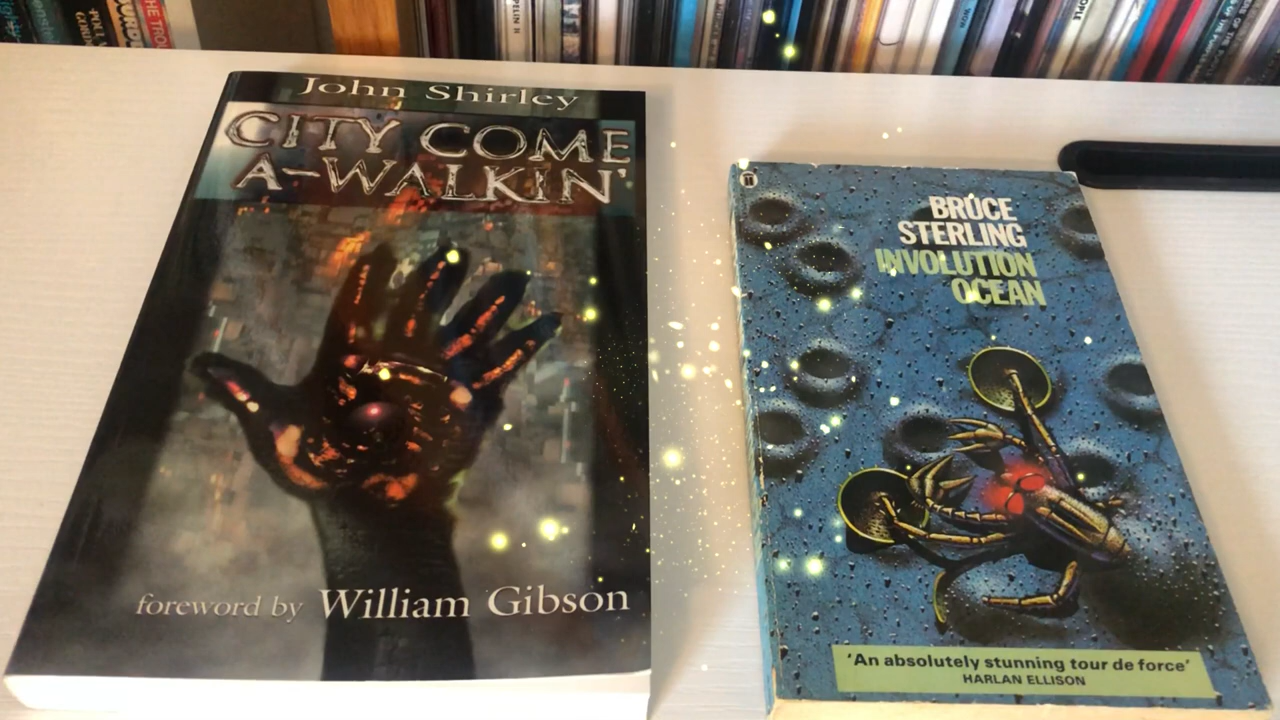 John Shirley
CITY COME
A-WALKIN'
foreword by William Gibson
BRUCE
STERLING
INVOLUTION
OCEAN
'An absolutely stunning tour de force'
HARLAN ELLISON